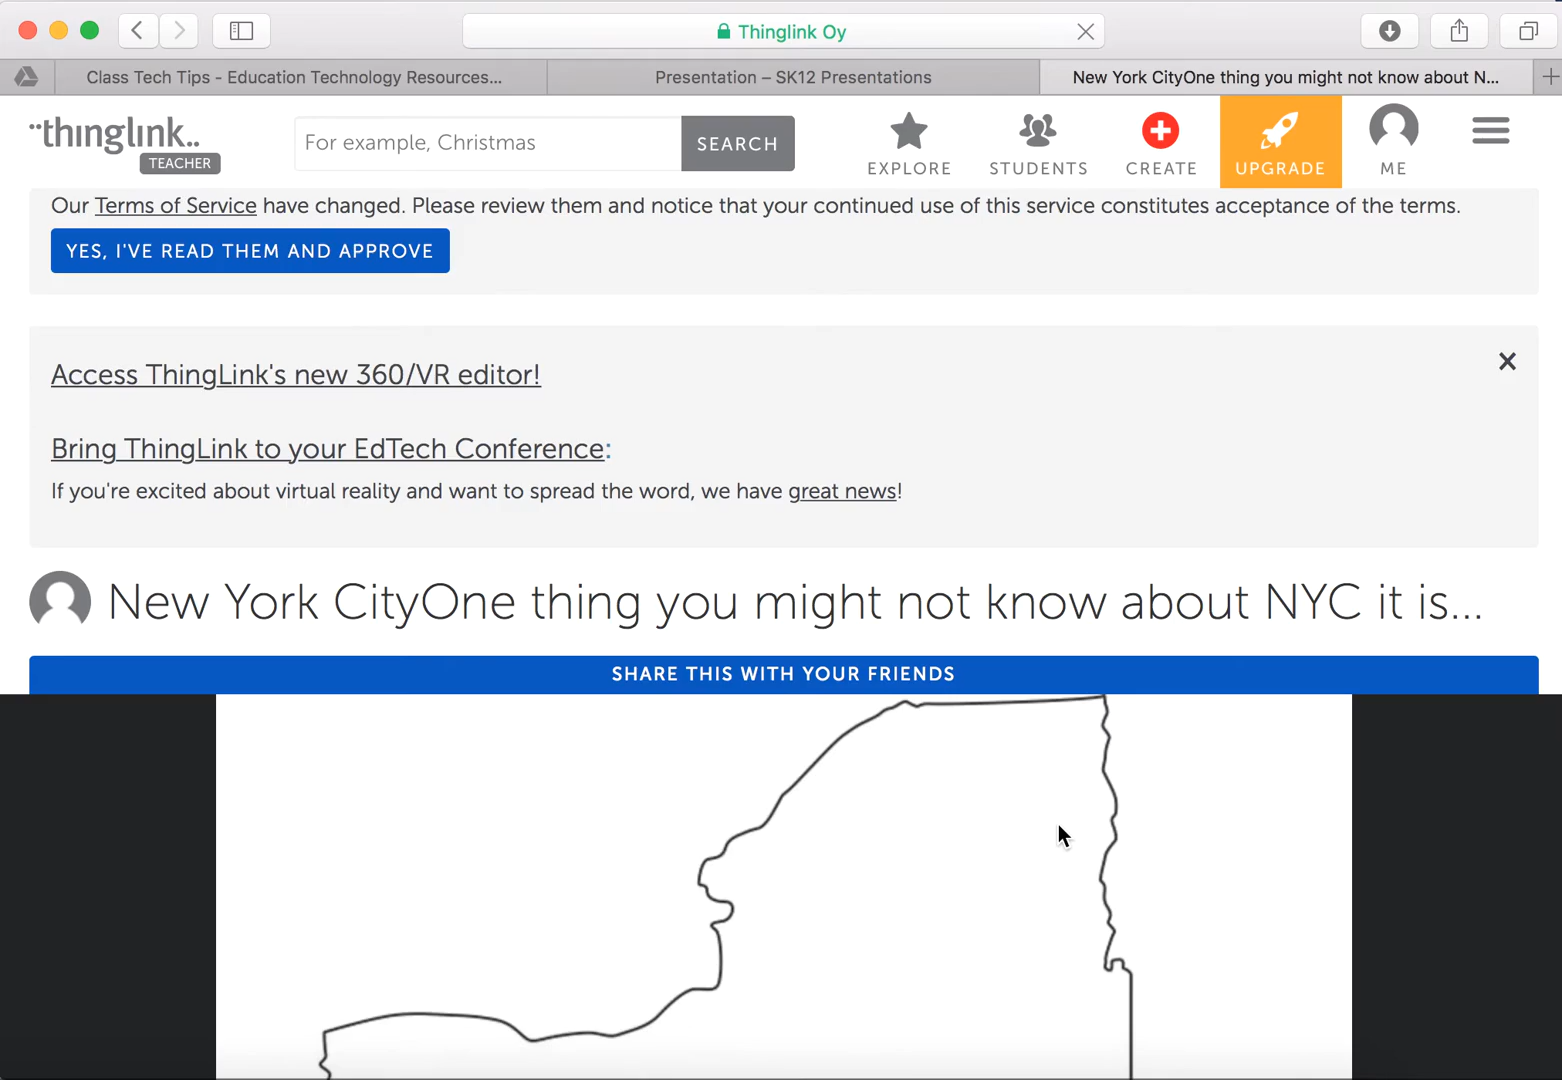 Thinglink Oy
Class Tech Tips - Education Technology Resources...
Presentation – SK12 Presentations
New York CityOne thing you might not know about N...
thinglink..
TEACHER
For example, Christmas
SEARCH
EXPLORE
STUDENTS
CREATE
UPGRADE
ME
Our Terms of Service have changed. Please review them and notice that your continued use of this service constitutes acceptance of the terms.
YES, I'VE READ THEM AND APPROVE
Access ThingLink's new 360/VR editor!
Bring ThingLink to your EdTech Conference:
If you're excited about virtual reality and want to spread the word, we have great news!
New York CityOne thing you might not know about NYC it is...
SHARE THIS WITH YOUR FRIENDS